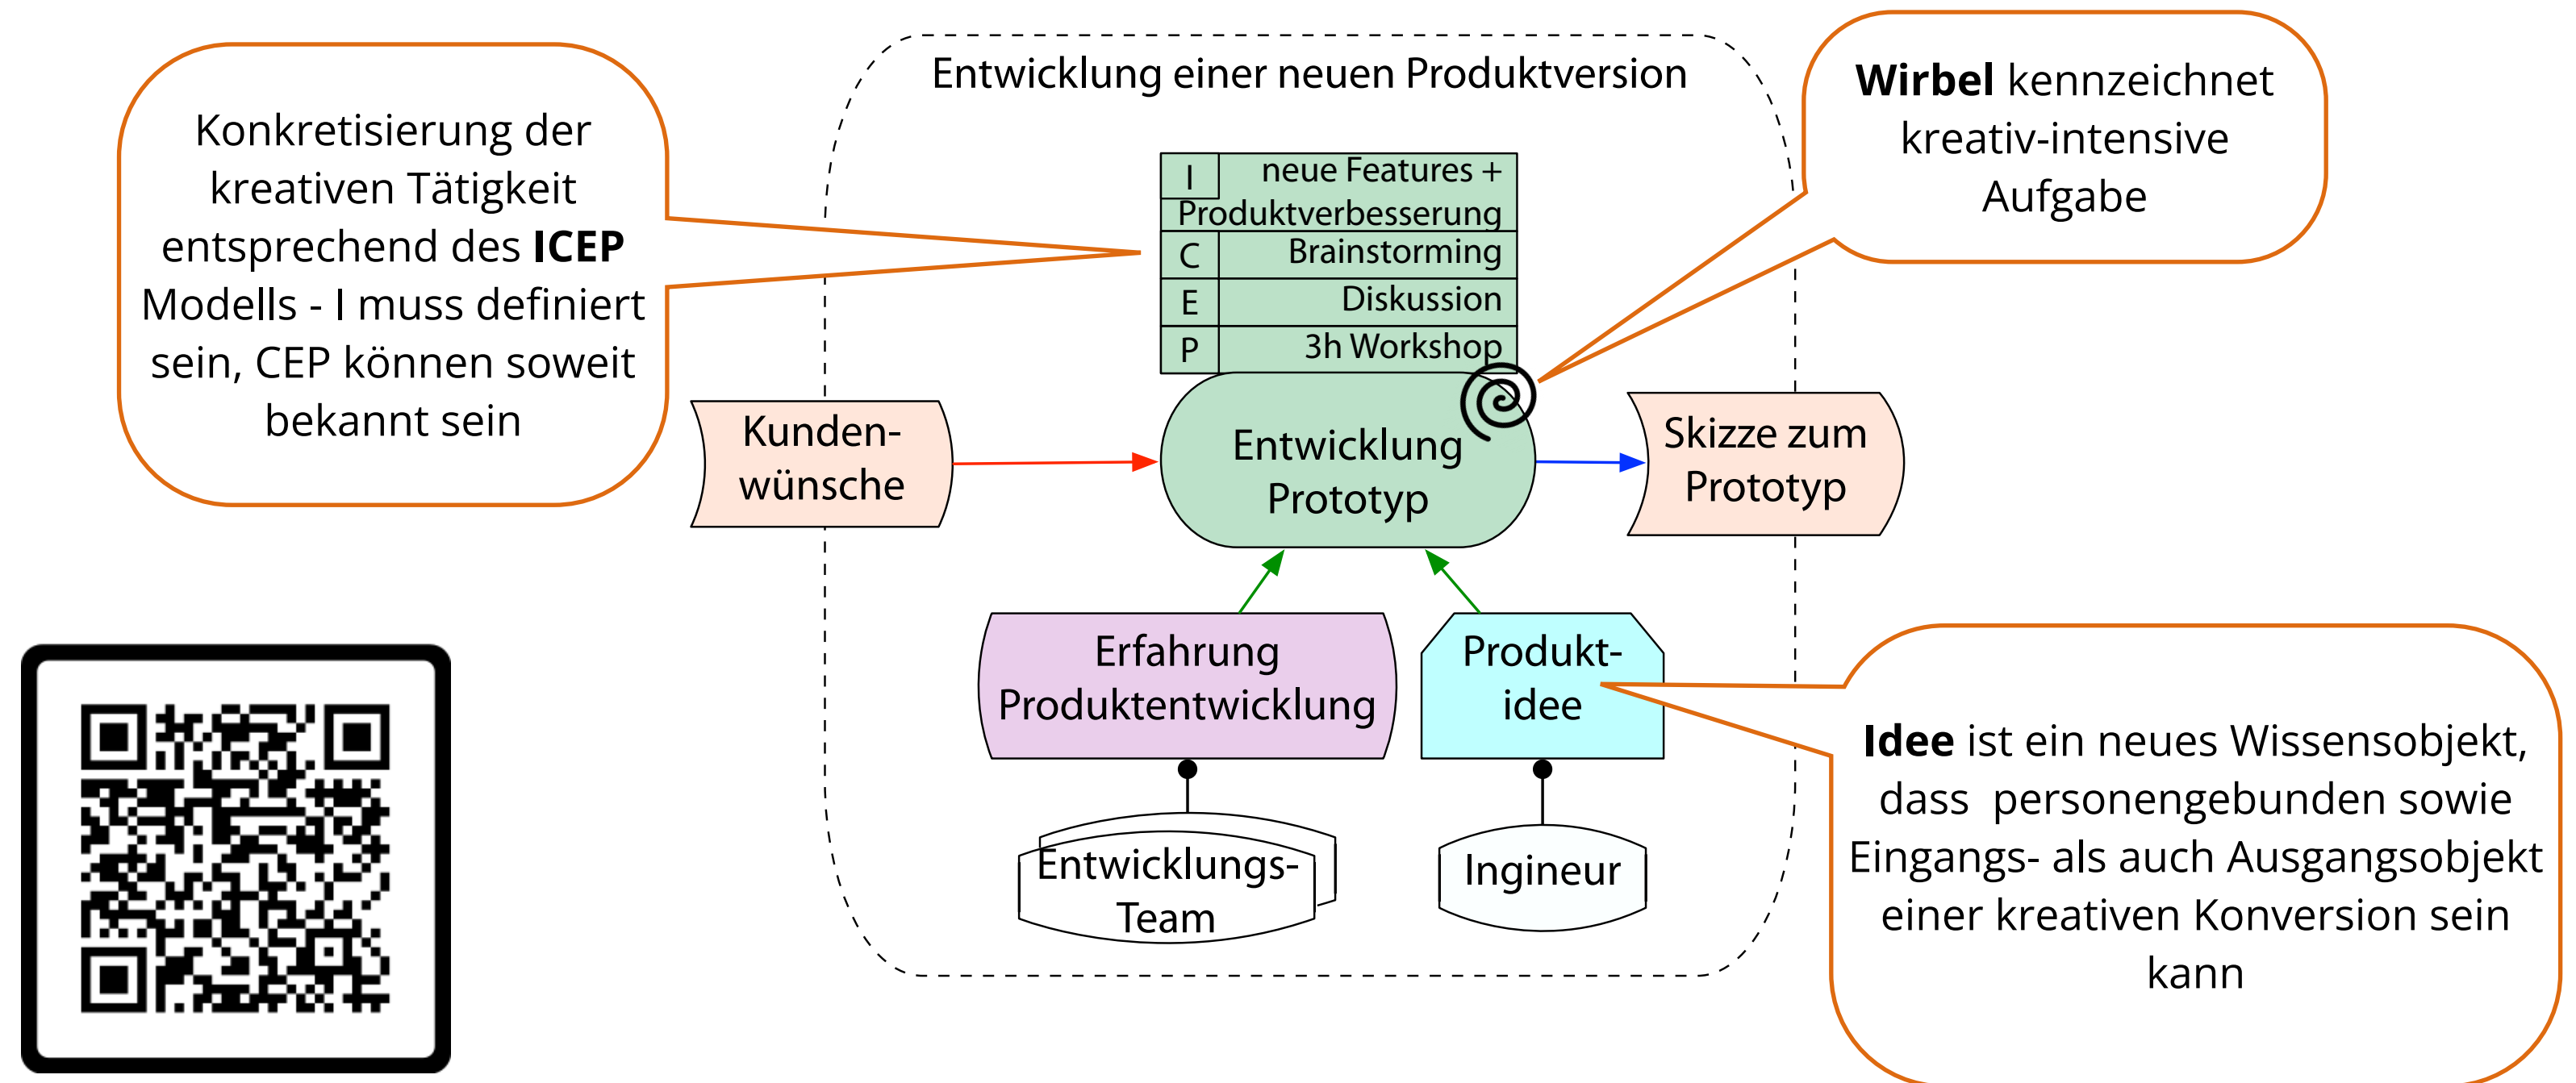 Entwicklung einer neuen Produktversion
Konkretisierung der
kreativen Tätigkeit
entsprechend des ICEP
Modells - I muss definiert
sein, CEP können soweit
bekannt sein
Wirbel kennzeichnet
kreativ-intensive
Aufgabe
I neue Features +
Produktverbesserung
C Brainstorming
E Diskussion
P 3h Workshop
Kunden-
wünsche
Entwicklung
Prototyp
Skizze zum
Prototyp
Erfahrung
Produktentwicklung
Produkt-
idee
Entwicklungs-
Team
Ingineur
Idee ist ein neues Wissensobjekt,
dass personengebunden sowie
Eingangs- als auch Ausgangsobjekt
einer kreativen Konversion sein
kann